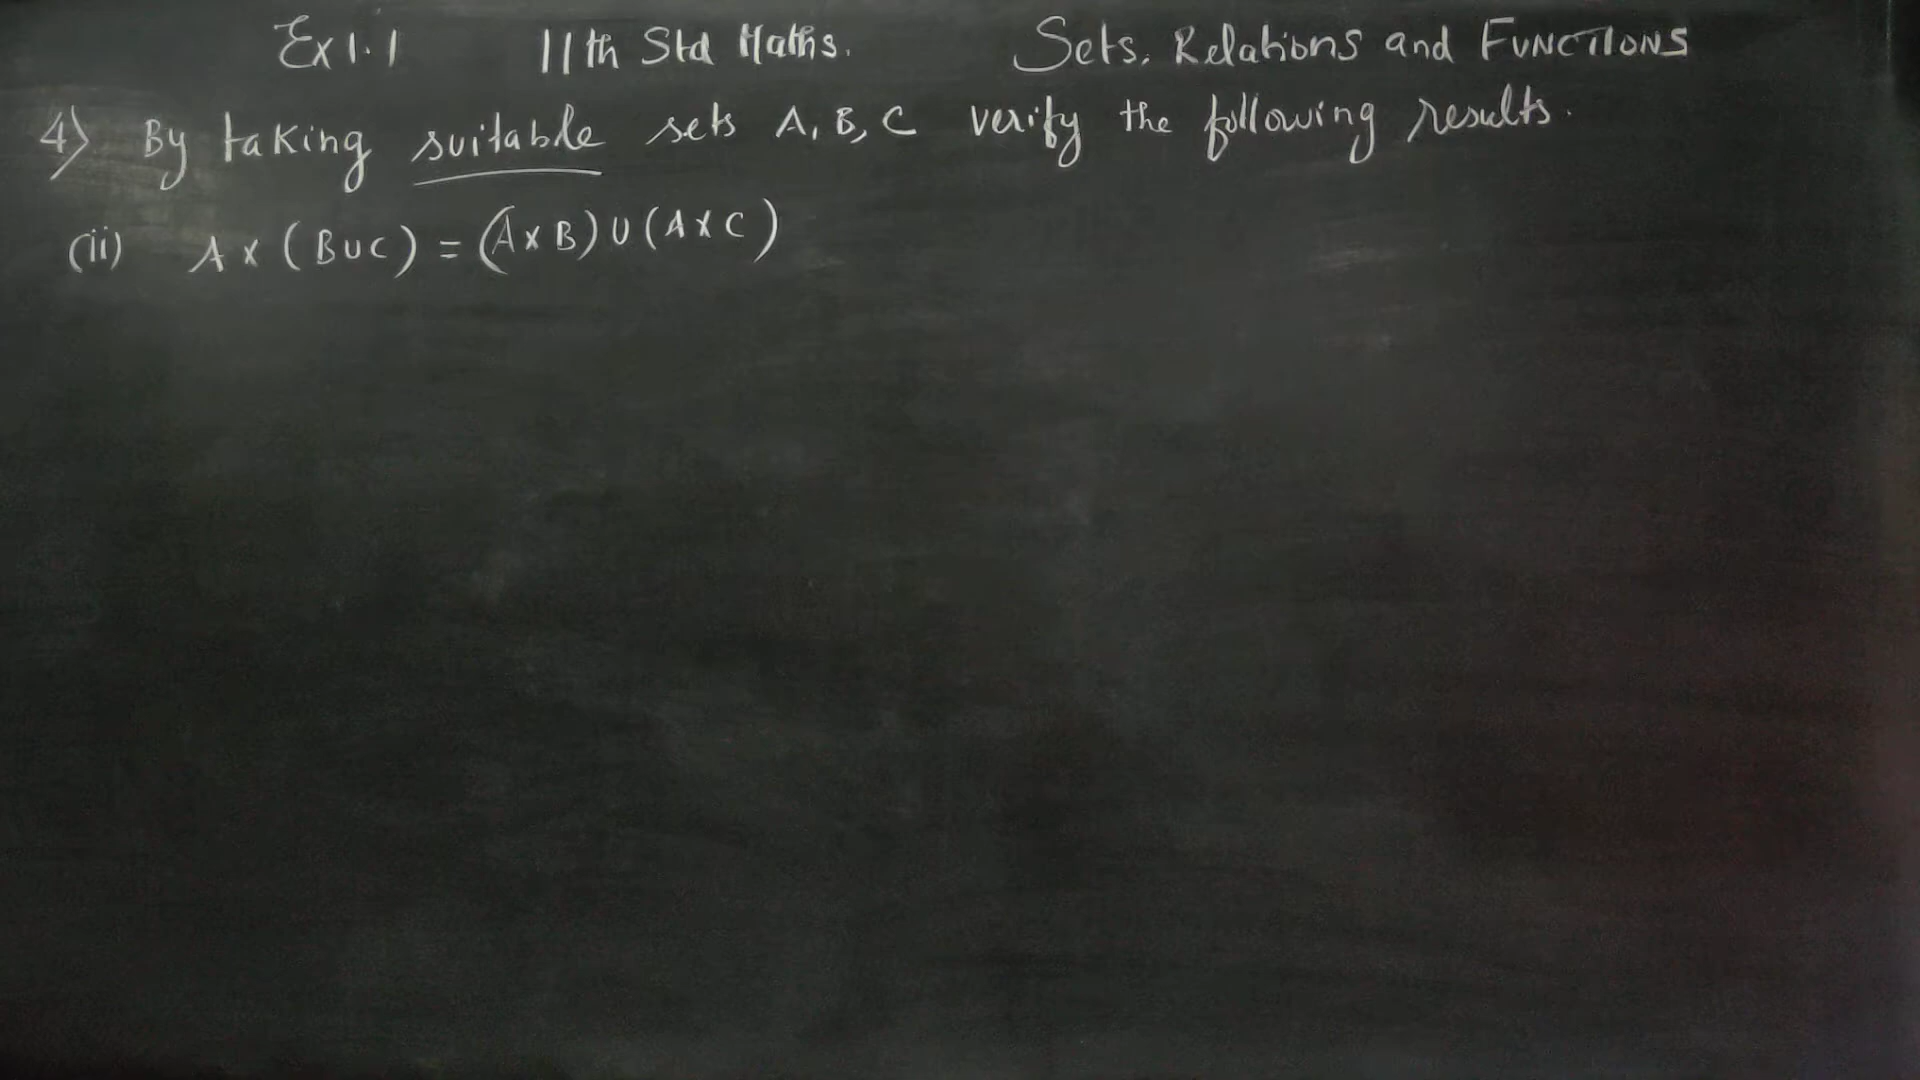 Ex 1.1 11th Std Maths. Sets, Relations and FUNCTIONS
4) By taking suitable sets A, B, C verify the following results.
(ii) A × (B∪C) = (A×B)∪(A×C)